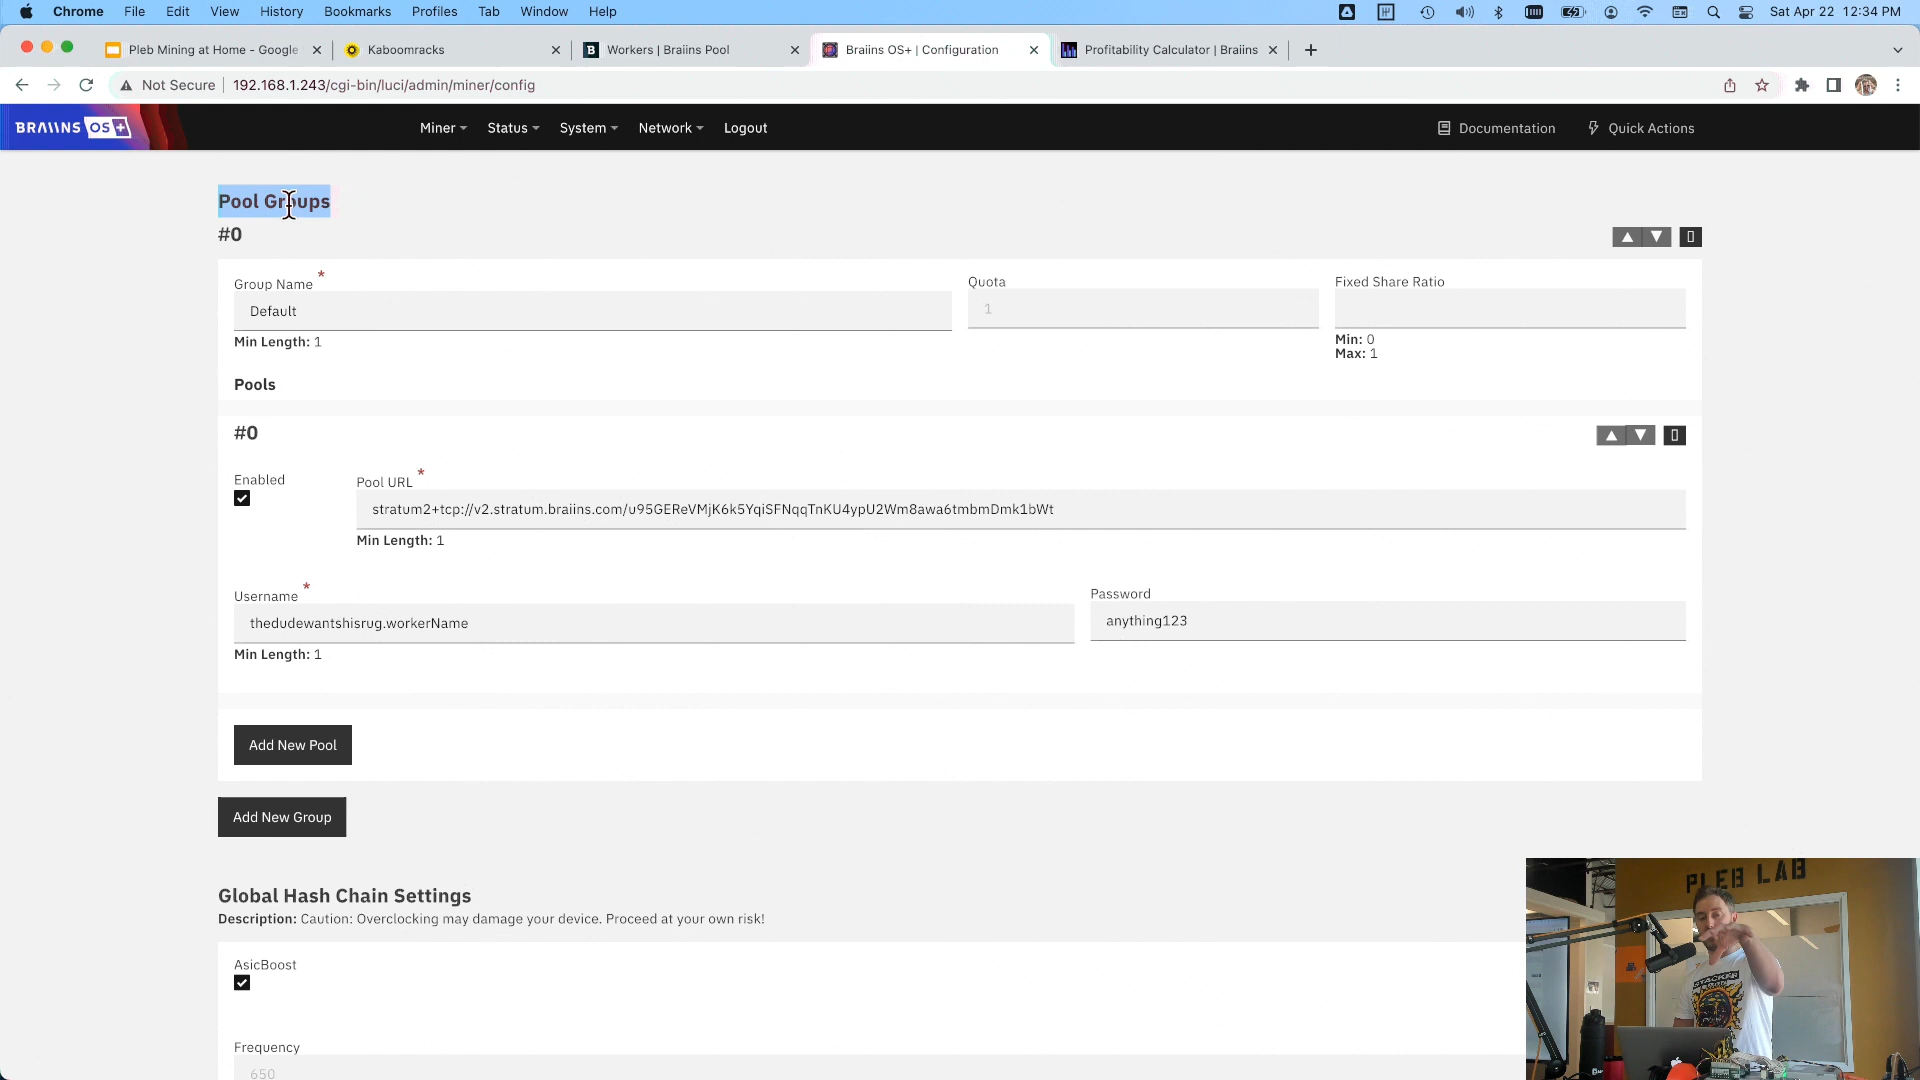 Chrome File Edit View History Bookmarks Profiles Tab Window Help Sat Apr 22 12:34 PM
Pleb Mining at Home - Google Kaboomracks Workers | Braiins Pool Braiins OS+ | Configuration Profitability Calculator | Braiins
Not Secure 192.168.1.243/cgi-bin/luci/admin/miner/config
BRAIINS OS+ Miner Status System Network Logout Documentation Quick Actions
Pool Groups
#0
Group Name * Quota Fixed Share Ratio
Default 1
Min Length: 1 Min: 0
Max: 1
Pools
#0
Enabled Pool URL *
stratum2+tcp://v2.stratum.braiins.com/u95GEReVMjK6k5YqiSFNqqTnKU4ypU2Wm8awa6tmbmDmk1bWt
Min Length: 1
Username * Password
thedudewantshisrug.workerName anything123
Min Length: 1
Add New Pool
Add New Group
Global Hash Chain Settings
Description: Caution: Overclocking may damage your device. Proceed at your own risk!
AsicBoost
Frequency
650
PLEB LAB
STACKER